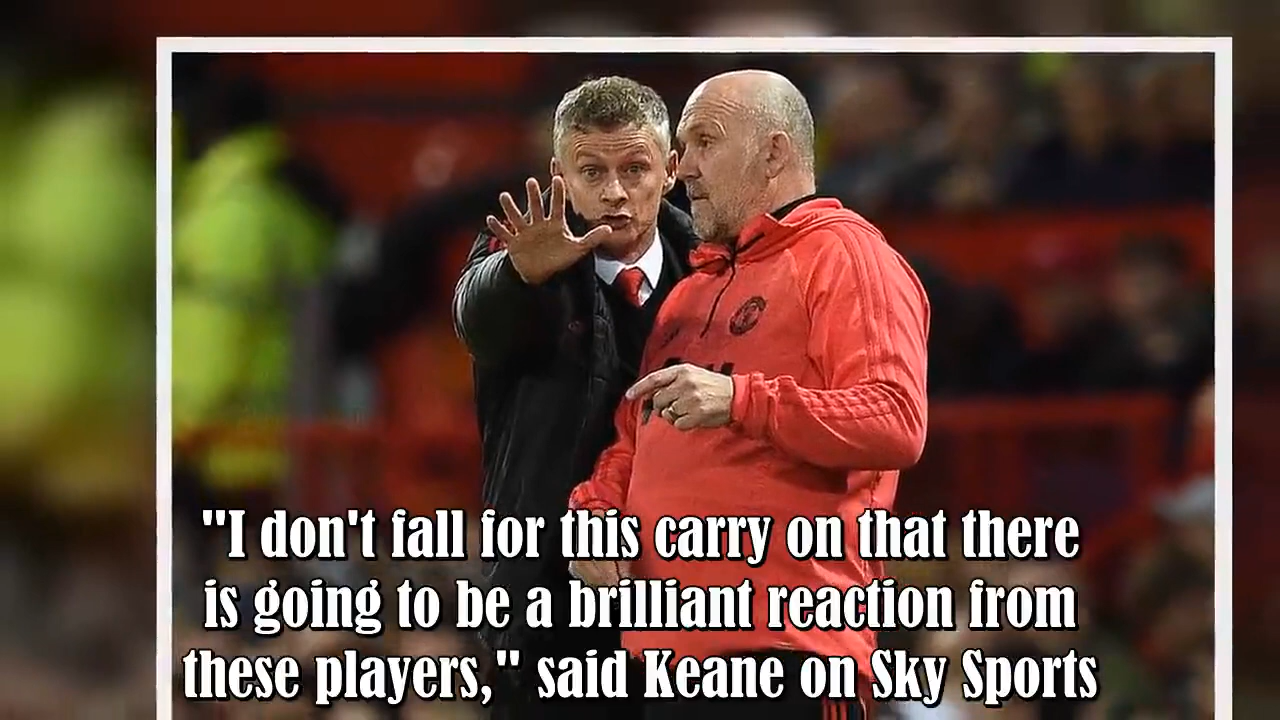 "I don't fall for this carry on that there
is going to be a brilliant reaction from
these players," said Keane on Sky Sports